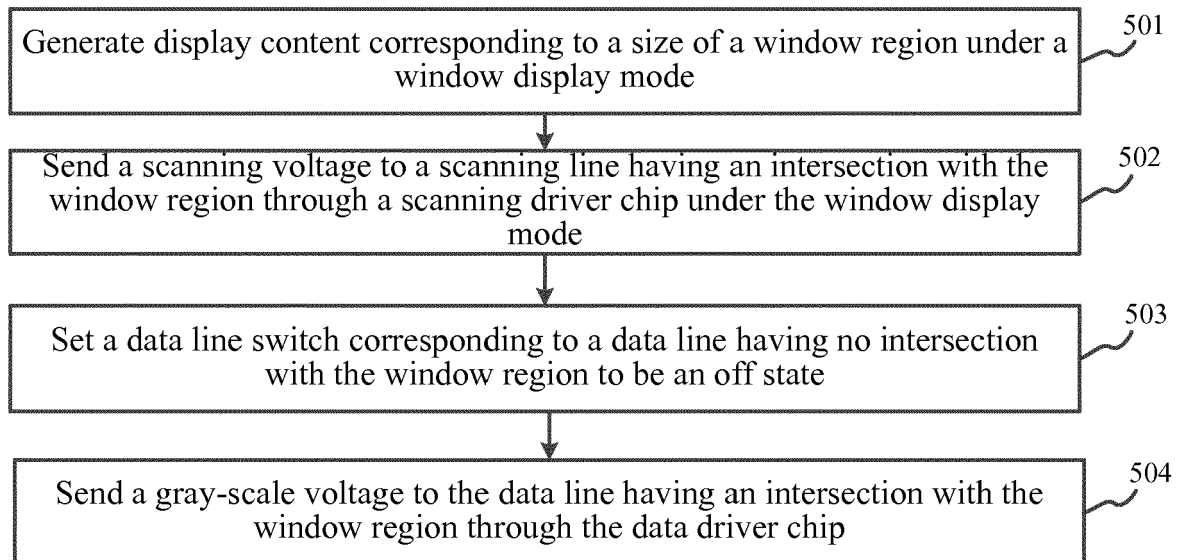 Generate display content corresponding to a size of a window region under a
window display mode
501
Send a scanning voltage to a scanning line having an intersection with the
window region through a scanning driver chip under the window display
mode
502
Set a data line switch corresponding to a data line having no intersection
with the window region to be an off state
503
Send a gray-scale voltage to the data line having an intersection with the
window region through the data driver chip
504